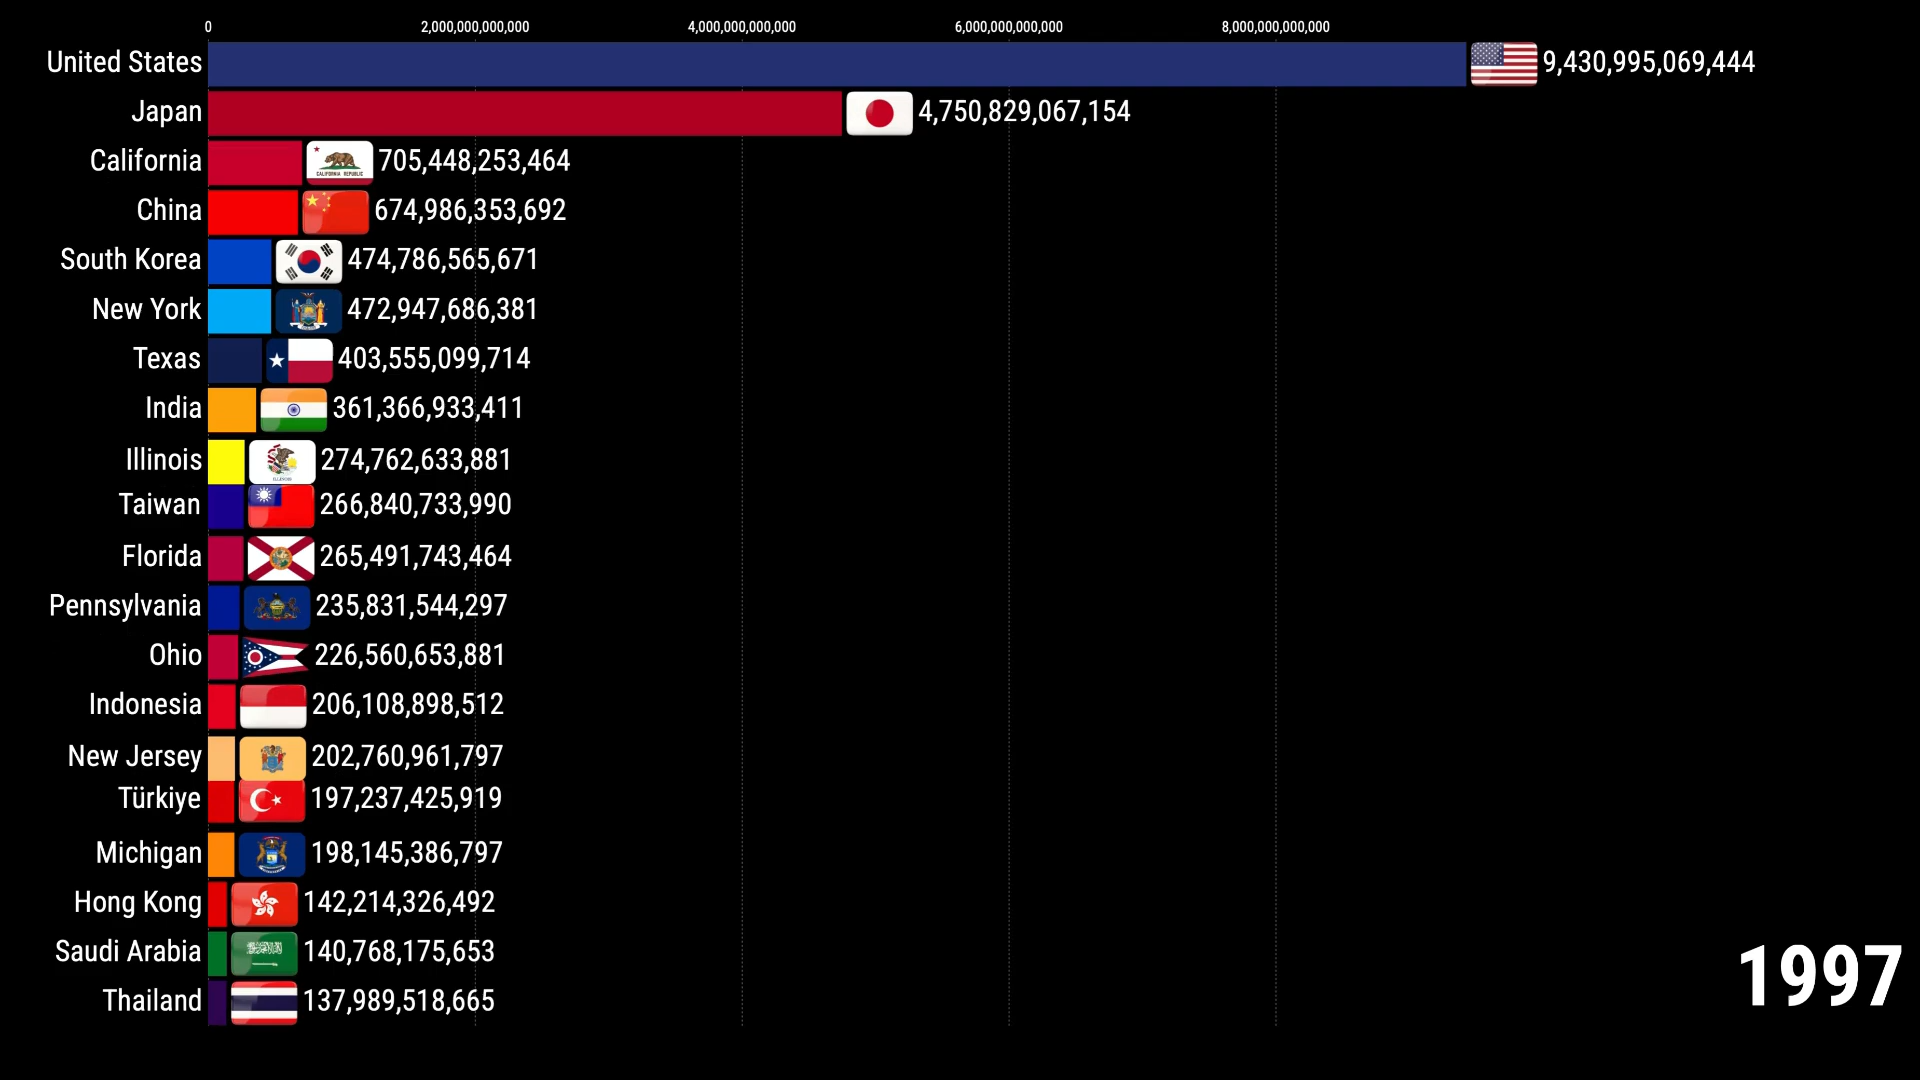 0 2,000,000,000,000 4,000,000,000,000 6,000,000,000,000 8,000,000,000,000
United States 9,430,995,069,444
Japan 4,750,829,067,154
California CALIFORNIA REPUBLIC 705,448,253,464
China 674,986,353,692
South Korea 474,786,565,671
New York 472,947,686,381
Texas 403,555,099,714
India 361,366,933,411
Illinois ILLINOIS 274,762,633,881
Taiwan 266,840,733,990
Florida 265,491,743,464
Pennsylvania 235,831,544,297
Ohio 226,560,653,881
Indonesia 206,108,898,512
New Jersey 202,760,961,797
Türkiye 197,237,425,919
Michigan 198,145,386,797
Hong Kong 142,214,326,492
Saudi Arabia 140,768,175,653
Thailand 137,989,518,665
1997